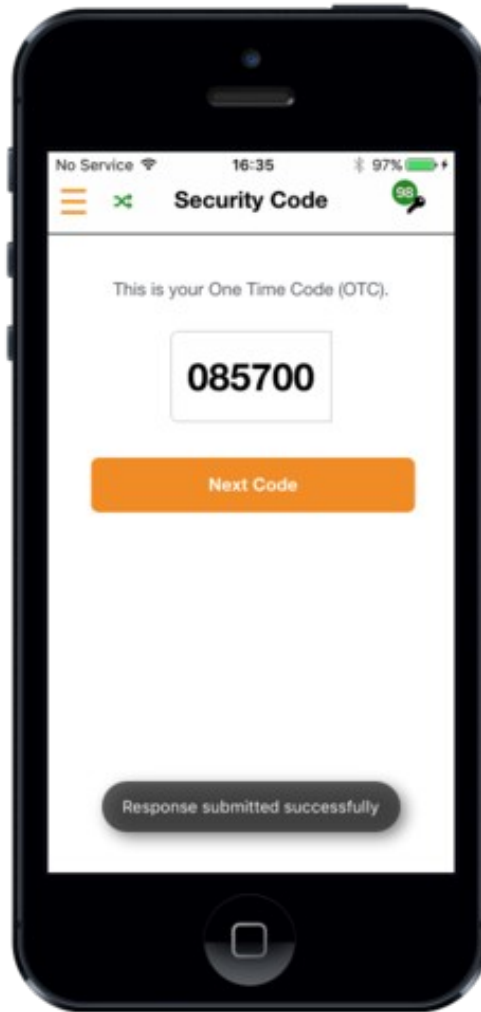 No Service 16:35 97%
Security Code 98
This is your One Time Code (OTC).
085700
Next Code
Response submitted successfully